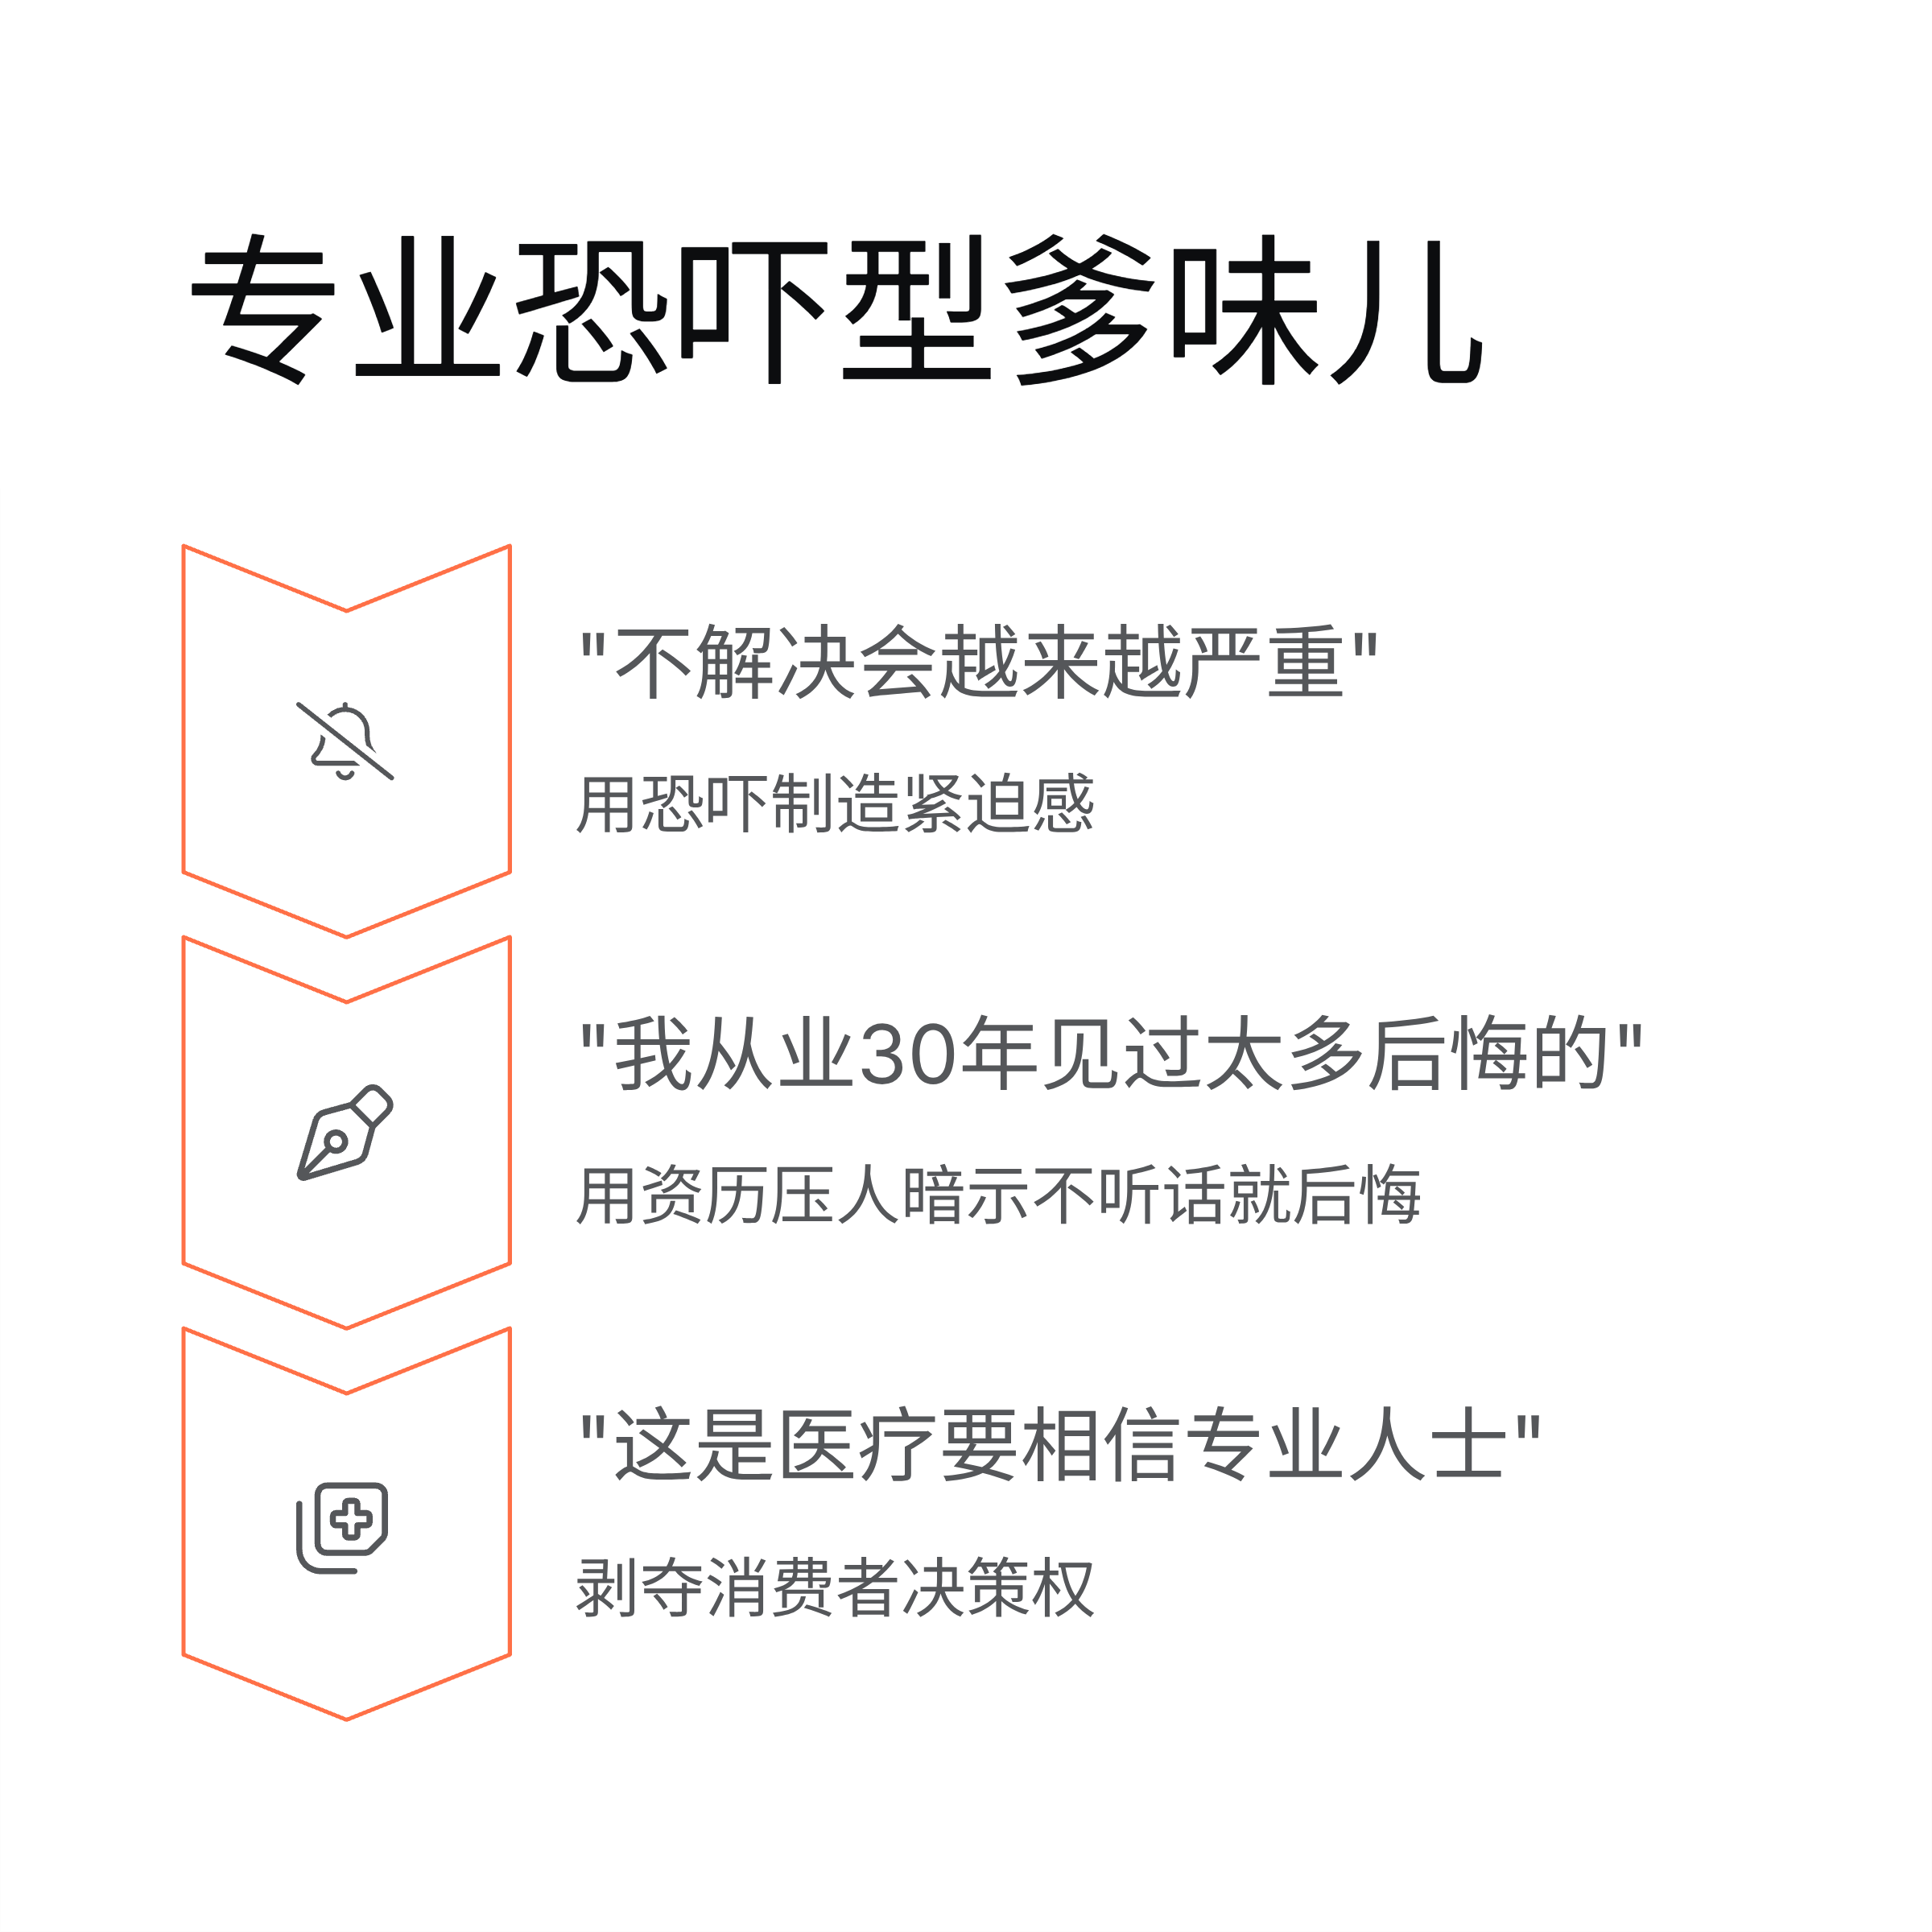 专业恐吓型爹味儿
"不解决会越来越严重"
用恐吓制造紧迫感
"我从业30年见过太多后悔的"
用资历压人暗示不听话就后悔
"这是医疗要相信专业人士"
剥夺消费者决策权